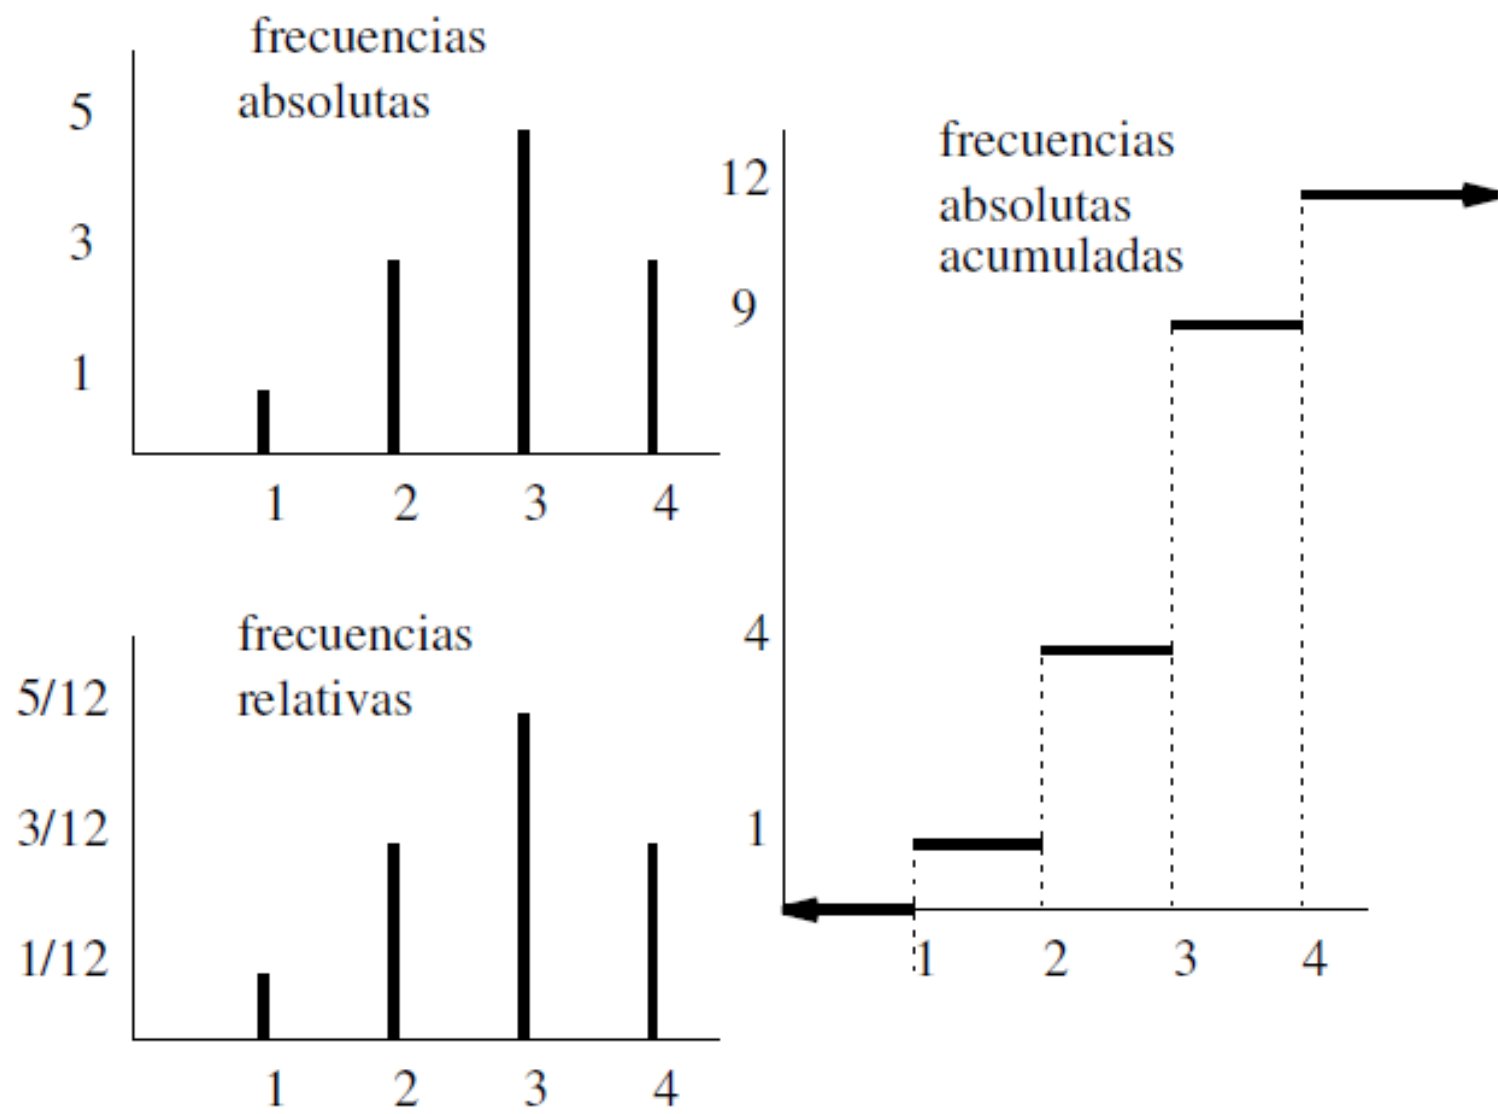 frecuencias
absolutas
5
3
1
1 2 3 4
frecuencias
relativas
5/12
3/12
1/12
1 2 3 4
frecuencias
absolutas
acumuladas
12
9
4
1
1 2 3 4